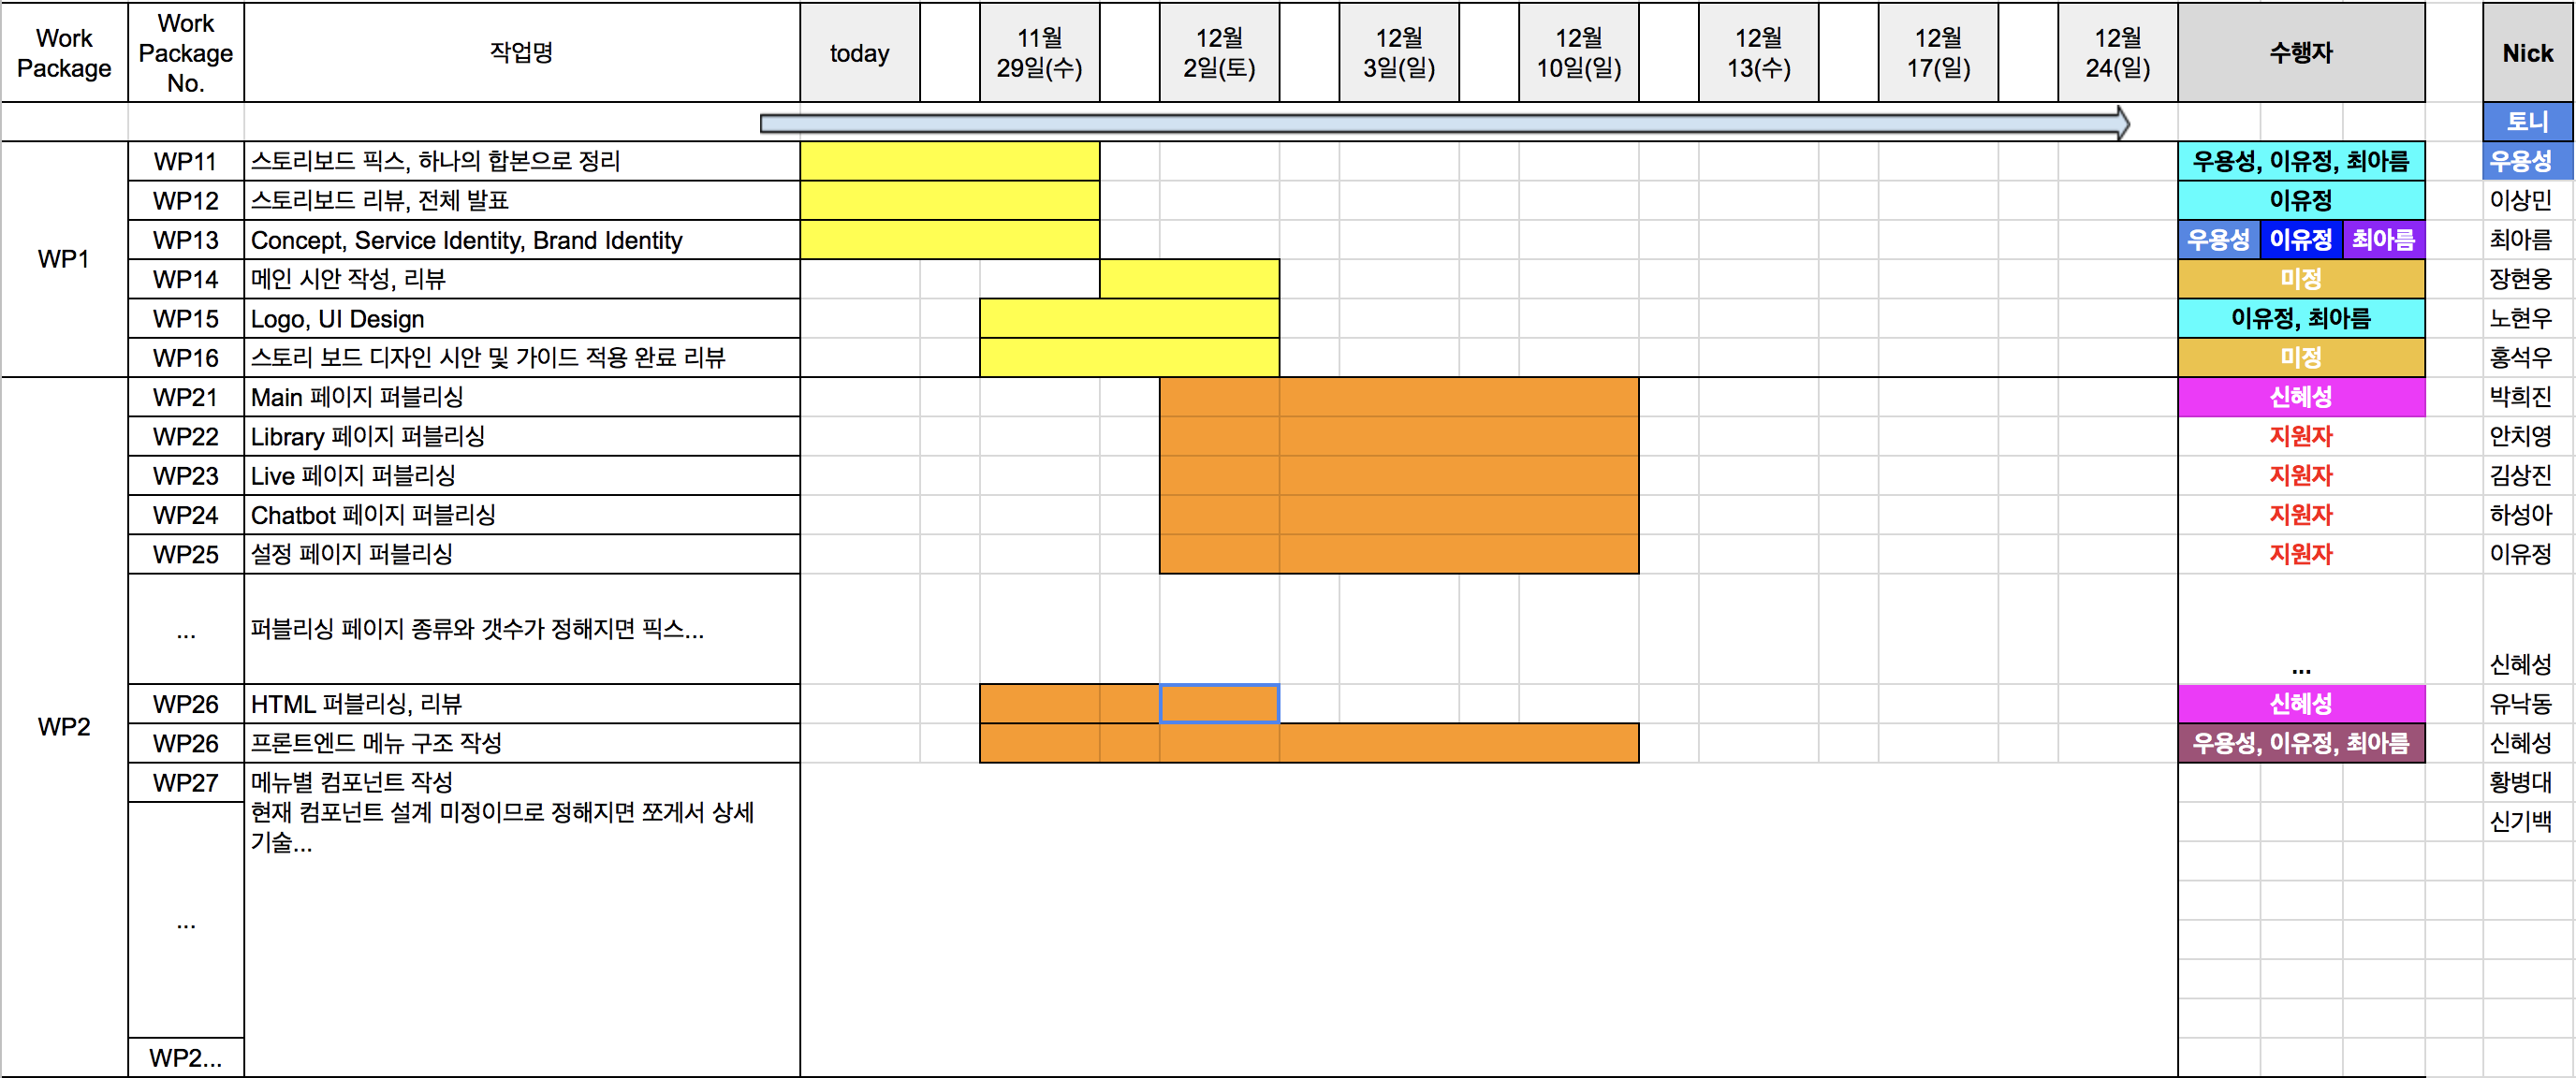 Work Package
Work Package No.
작업명
today
11월 29일(수)
12월 2일(토)
12월 3일(일)
12월 10일(일)
12월 13(수)
12월 17(일)
12월 24(일)
수행자
Nick
토니
WP1
WP11 스토리보드 픽스, 하나의 합본으로 정리 우용성, 이유정, 최아름 우용성
WP12 스토리보드 리뷰, 전체 발표 이유정 이상민
WP13 Concept, Service Identity, Brand Identity 우용성 이유정 최아름 최아름
WP14 메인 시안 작성, 리뷰 미정 장현웅
WP15 Logo, UI Design 이유정, 최아름 노현우
WP16 스토리 보드 디자인 시안 및 가이드 적용 완료 리뷰 미정 홍석우
WP2
WP21 Main 페이지 퍼블리싱 신혜성 박희진
WP22 Library 페이지 퍼블리싱 지원자 안치영
WP23 Live 페이지 퍼블리싱 지원자 김상진
WP24 Chatbot 페이지 퍼블리싱 지원자 하성아
WP25 설정 페이지 퍼블리싱 지원자 이유정
... 퍼블리싱 페이지 종류와 갯수가 정해지면 픽스... ... 신혜성
WP26 HTML 퍼블리싱, 리뷰 신혜성 유낙동
WP26 프론트엔드 메뉴 구조 작성 우용성, 이유정, 최아름 신혜성
WP27 메뉴별 컴포넌트 작성 황병대
현재 컴포넌트 설계 미정이므로 정해지면 쪼게서 상세 신기백
기술...
...
WP2...